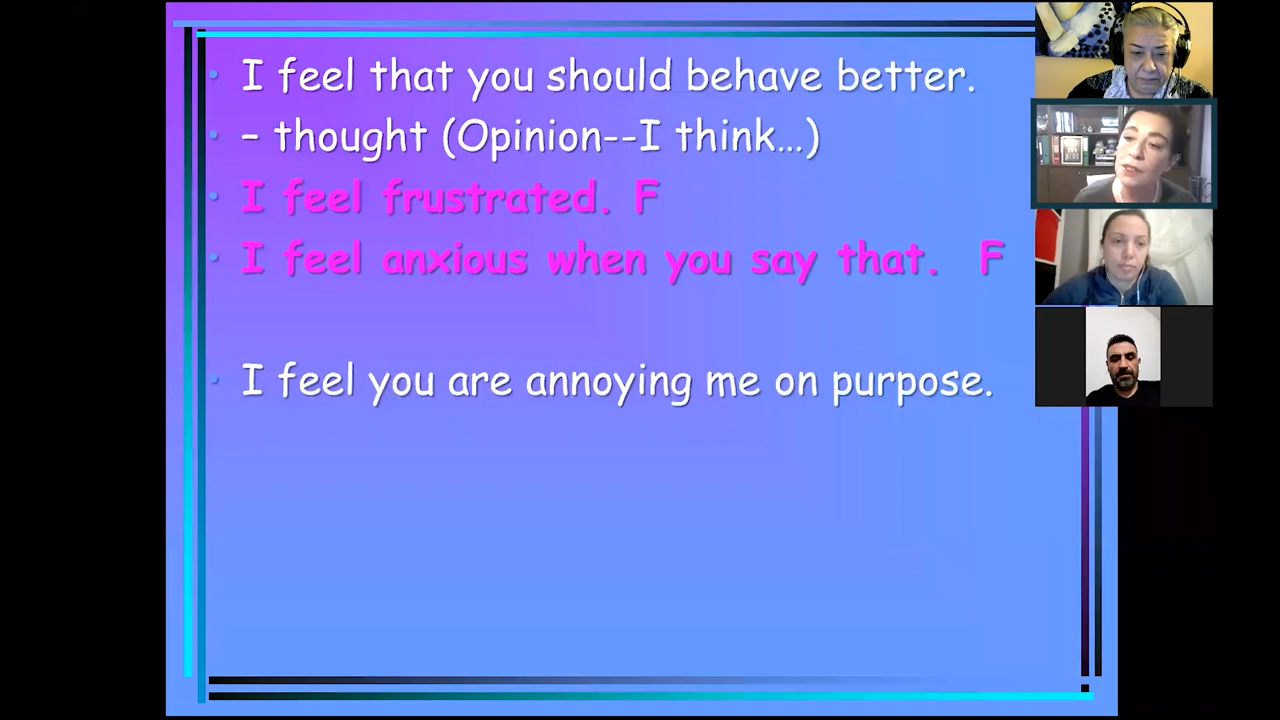 I feel that you should behave better.
– thought (Opinion--I think...)
I feel frustrated. F
I feel anxious when you say that. F
I feel you are annoying me on purpose.